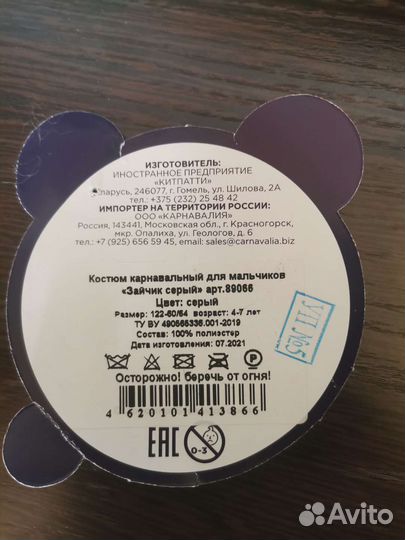 ИЗГОТОВИТЕЛЬ:
ИНОСТРАННОЕ ПРЕДПРИЯТИЕ
«КИТПАТТИ»
Беларусь, 246077, г. Гомель, ул. Шилова, 2А
тел.: +375 (232) 25 48 42
ИМПОРТЕР НА ТЕРРИТОРИИ РОССИИ:
ООО «КАРНАВАЛИЯ»
Россия, 143441, Московская обл., г. Красногорск,
мкр. Опалиха, ул. Геологов, д. 6
тел.: +7 (925) 656 59 45, email: sales@carnavalia.biz
Костюм карнавальный для мальчиков
«Зайчик серый» арт.89066
Цвет: серый
Размер: 122-60/64 возраст: 4-7 лет
ТУ BY 490565336.001-2019
Состав: 100% полиэстер
Дата изготовления: 07.2021
УП №5
Осторожно! беречь от огня!
4 620101 413866
ЕАС
0-3
Avito